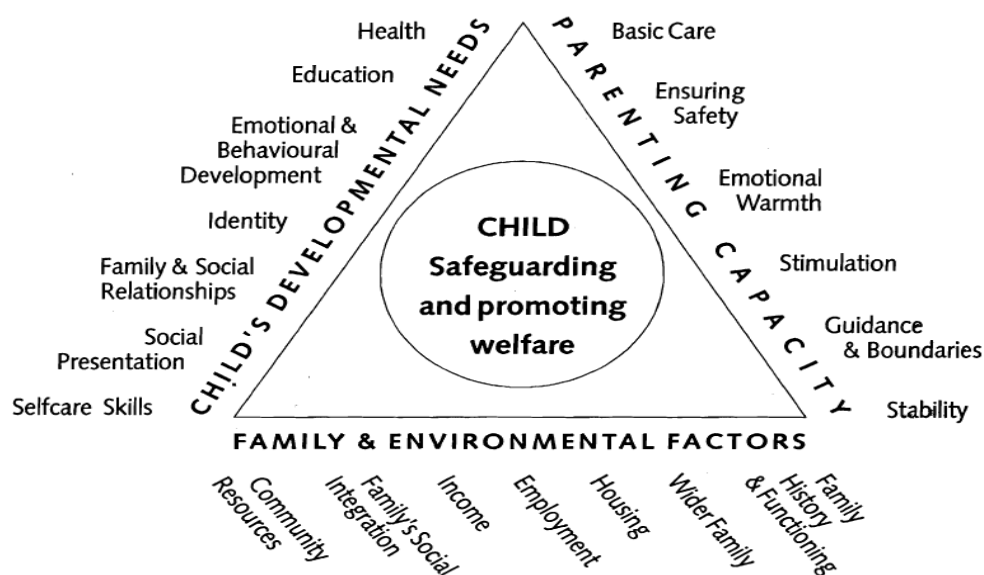 Health
Education
Emotional &
Behavioural
Development
Identity
Family & Social
Relationships
Social
Presentation
Selfcare Skills
CHILD'S DEVELOPMENTAL NEEDS
CHILD
Safeguarding
and promoting
welfare
PARENTING CAPACITY
Basic Care
Ensuring
Safety
Emotional
Warmth
Stimulation
Guidance
& Boundaries
Stability
FAMILY & ENVIRONMENTAL FACTORS
Community
Resources
Family's Social
Integration
Income
Employment
Housing
Wider Family
Family
History
& Functioning